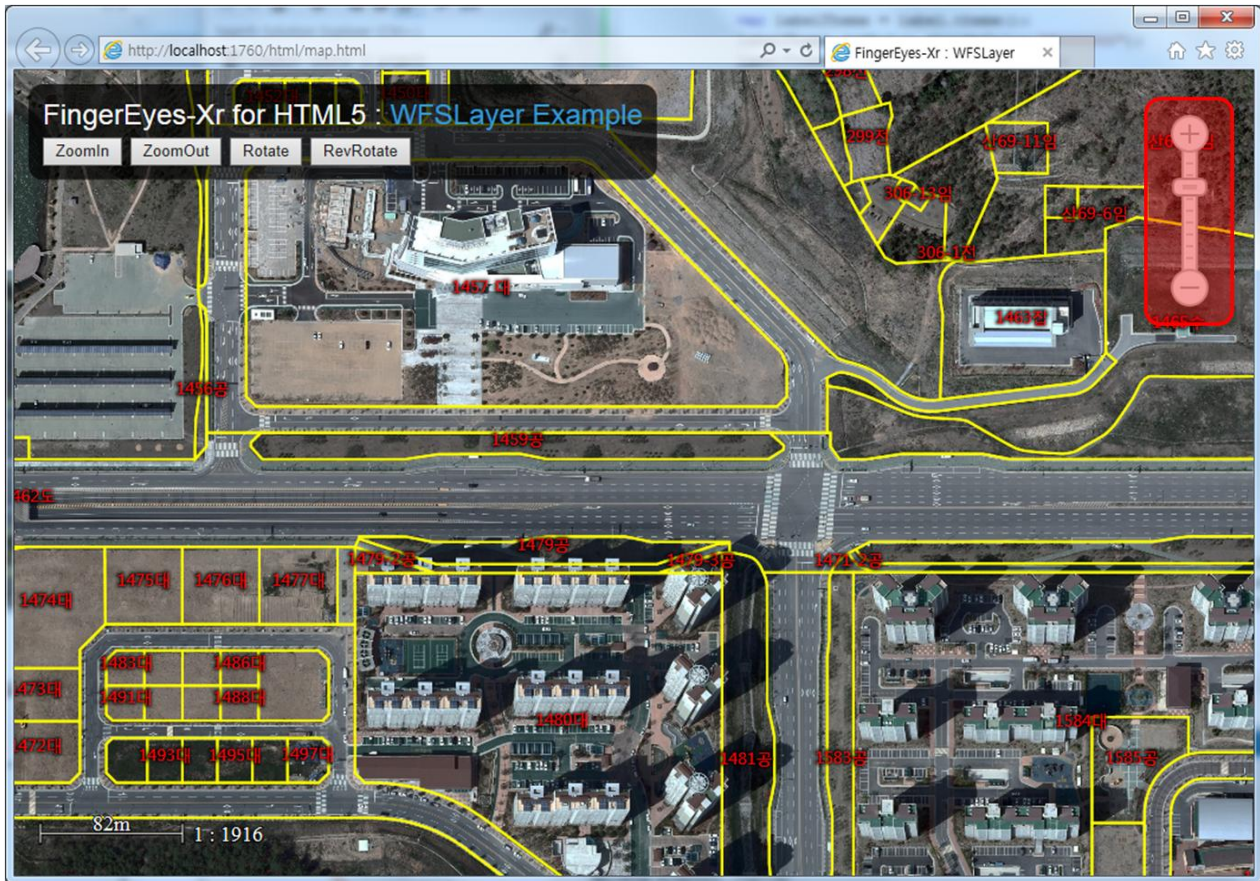 http://localhost:1760/html/map.html
FingerEyes-Xr : WFSLayer
FingerEyes-Xr for HTML5 : WFSLayer Example
ZoomIn ZoomOut Rotate RevRotate
299전
산69-11임
306-13임
산69-6임
306-1전
1457 대
1463잡
1456공
1459공
462도
1479공
1479-2공
1479-3공
1471-2공
1475대
1476대
1477대
1474대
1483대
1486대
473대
1491대
1488대
1480대
1584대
472대
1493대
1495대
1497대
1481공
1583공
1585공
82m
1 : 1916